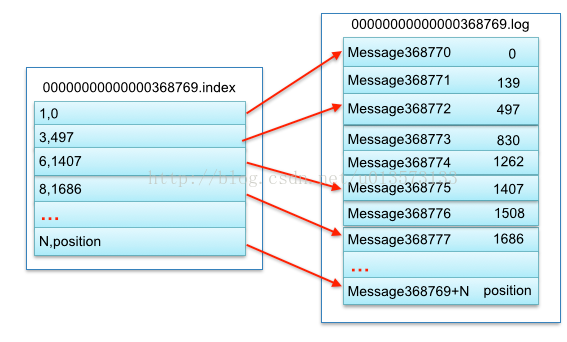 00000000000000368769.index
1,0
3,497
6,1407
8,1686
...
N,position
00000000000000368769.log
Message368770 0
Message368771 139
Message368772 497
Message368773 830
Message368774 1262
Message368775 1407
Message368776 1508
Message368777 1686
...
Message368769+N position